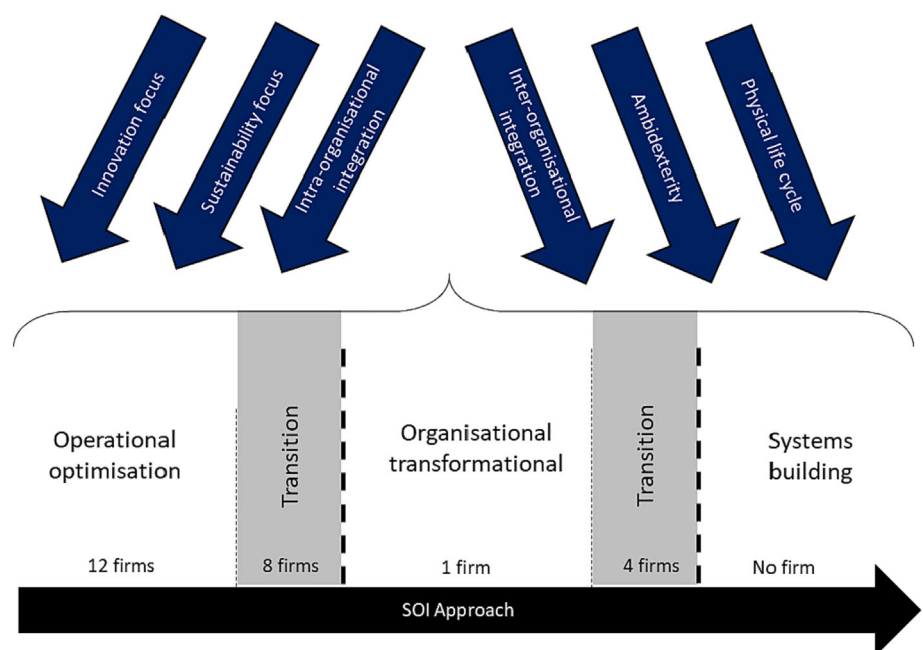 Innovation focus
Sustainability focus
Intra-organisational
integration
Inter-organisational
integration
Ambidexterity
Physical life cycle
Operational
optimisation
Transition
Organisational
transformational
Transition
Systems
building
12 firms
8 firms
1 firm
4 firms
No firm
SOI Approach